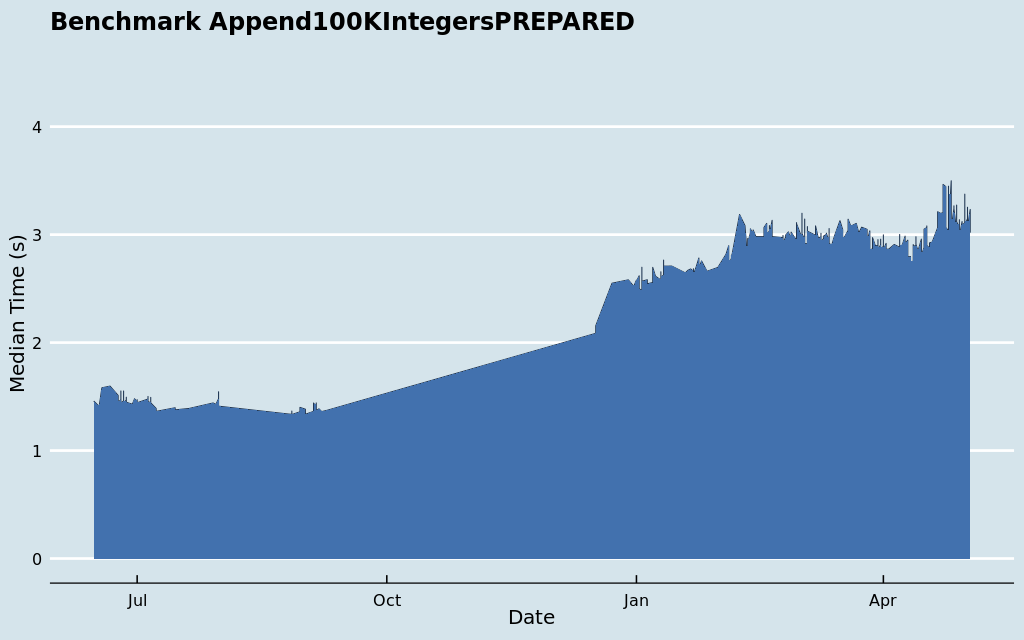 Benchmark Append100KIntegersPREPARED
Median Time (s)
4
3
2
1
0
Jul
Oct
Jan
Apr
Date